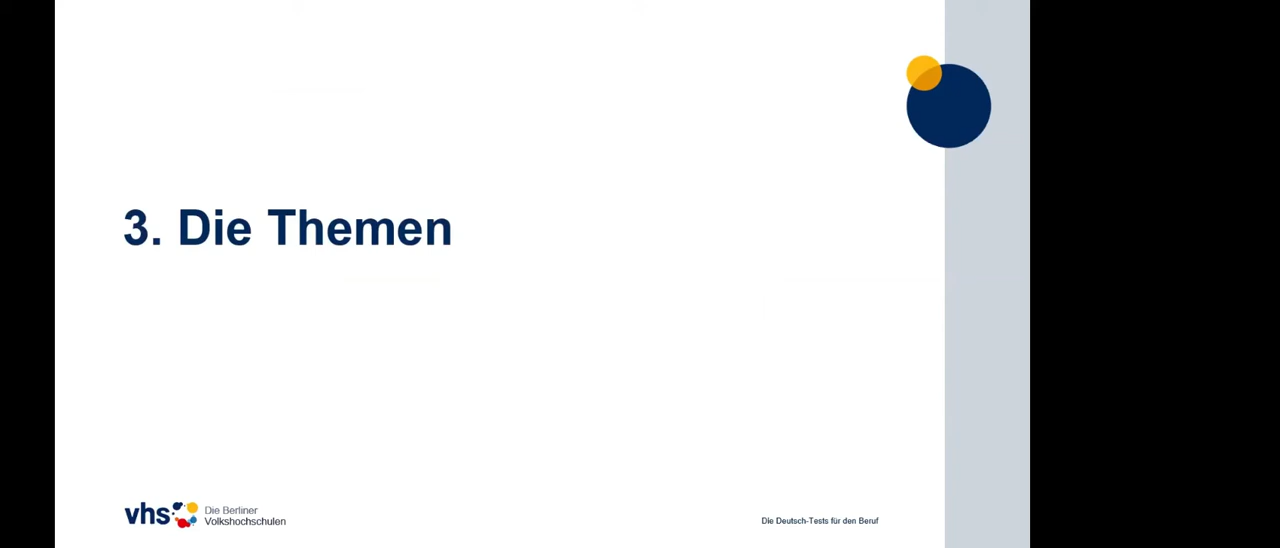 3. Die Themen
vhs
Die Berliner
Volkshochschulen
Die Deutsch-Tests für den Beruf